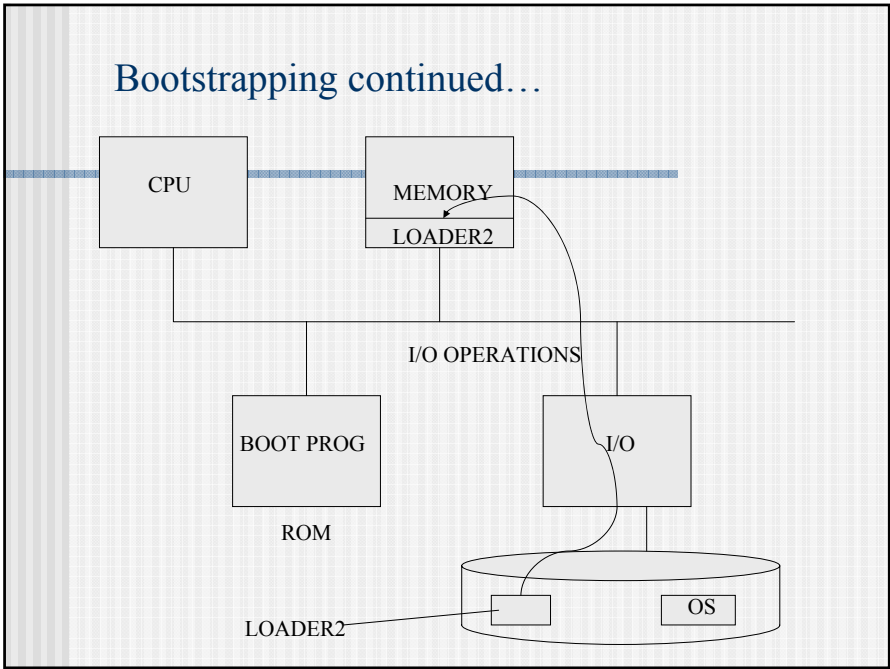 Bootstrapping continued…
CPU
MEMORY
LOADER2
I/O OPERATIONS
BOOT PROG
I/O
ROM
OS
LOADER2